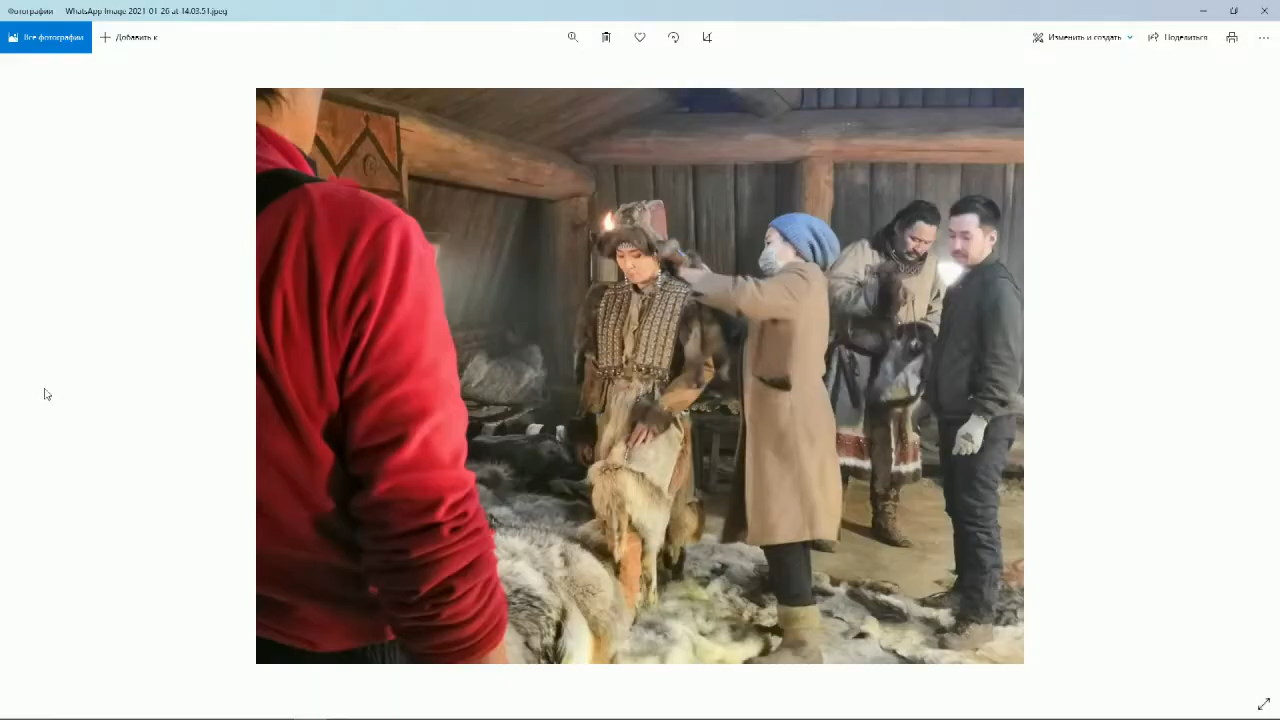 Фотографии WhatsApp Image 2021-01-26 at 14.03.51.jpeg
Все фотографии Добавить к Изменить и создать Поделиться